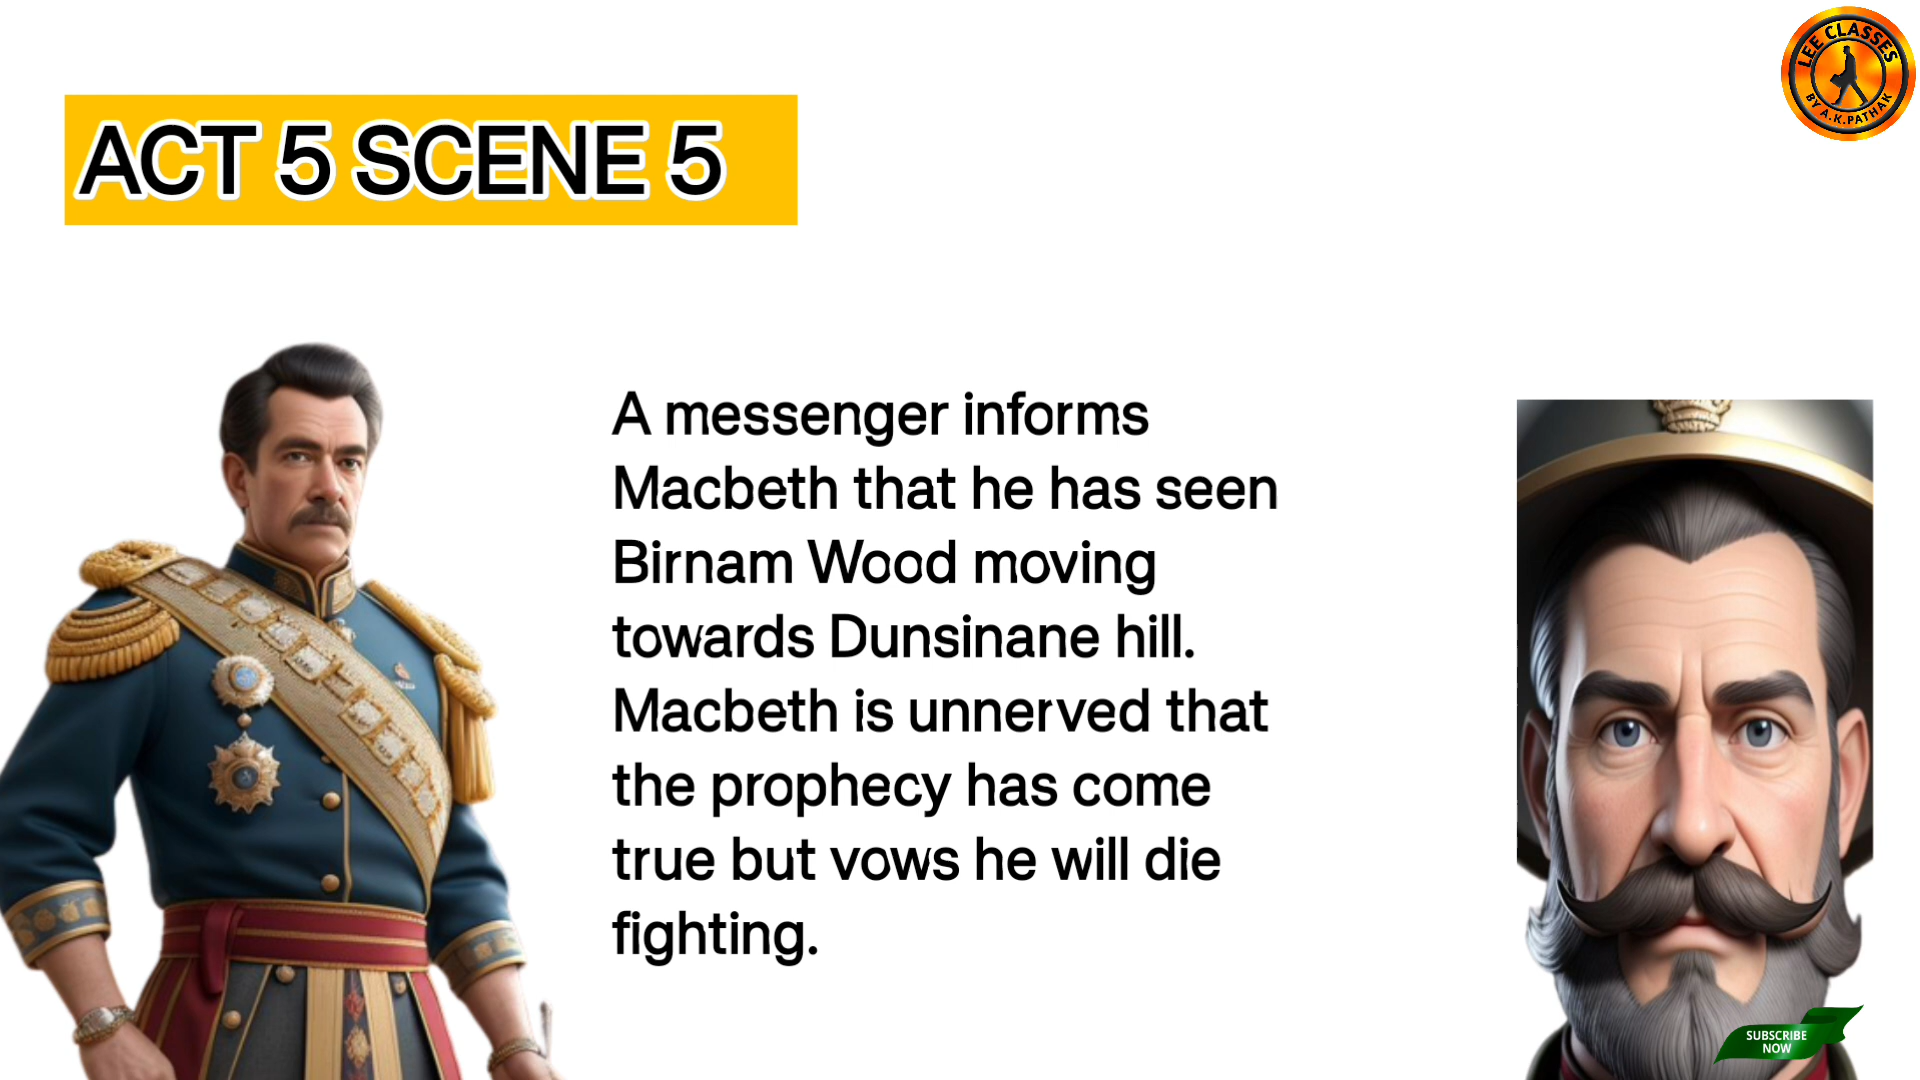 LEE CLASSES
BY A.K.PATHAK
ACT 5 SCENE 5
A messenger informs
Macbeth that he has seen
Birnam Wood moving
towards Dunsinane hill.
Macbeth is unnerved that
the prophecy has come
true but vows he will die
fighting.
SUBSCRIBE
NOW